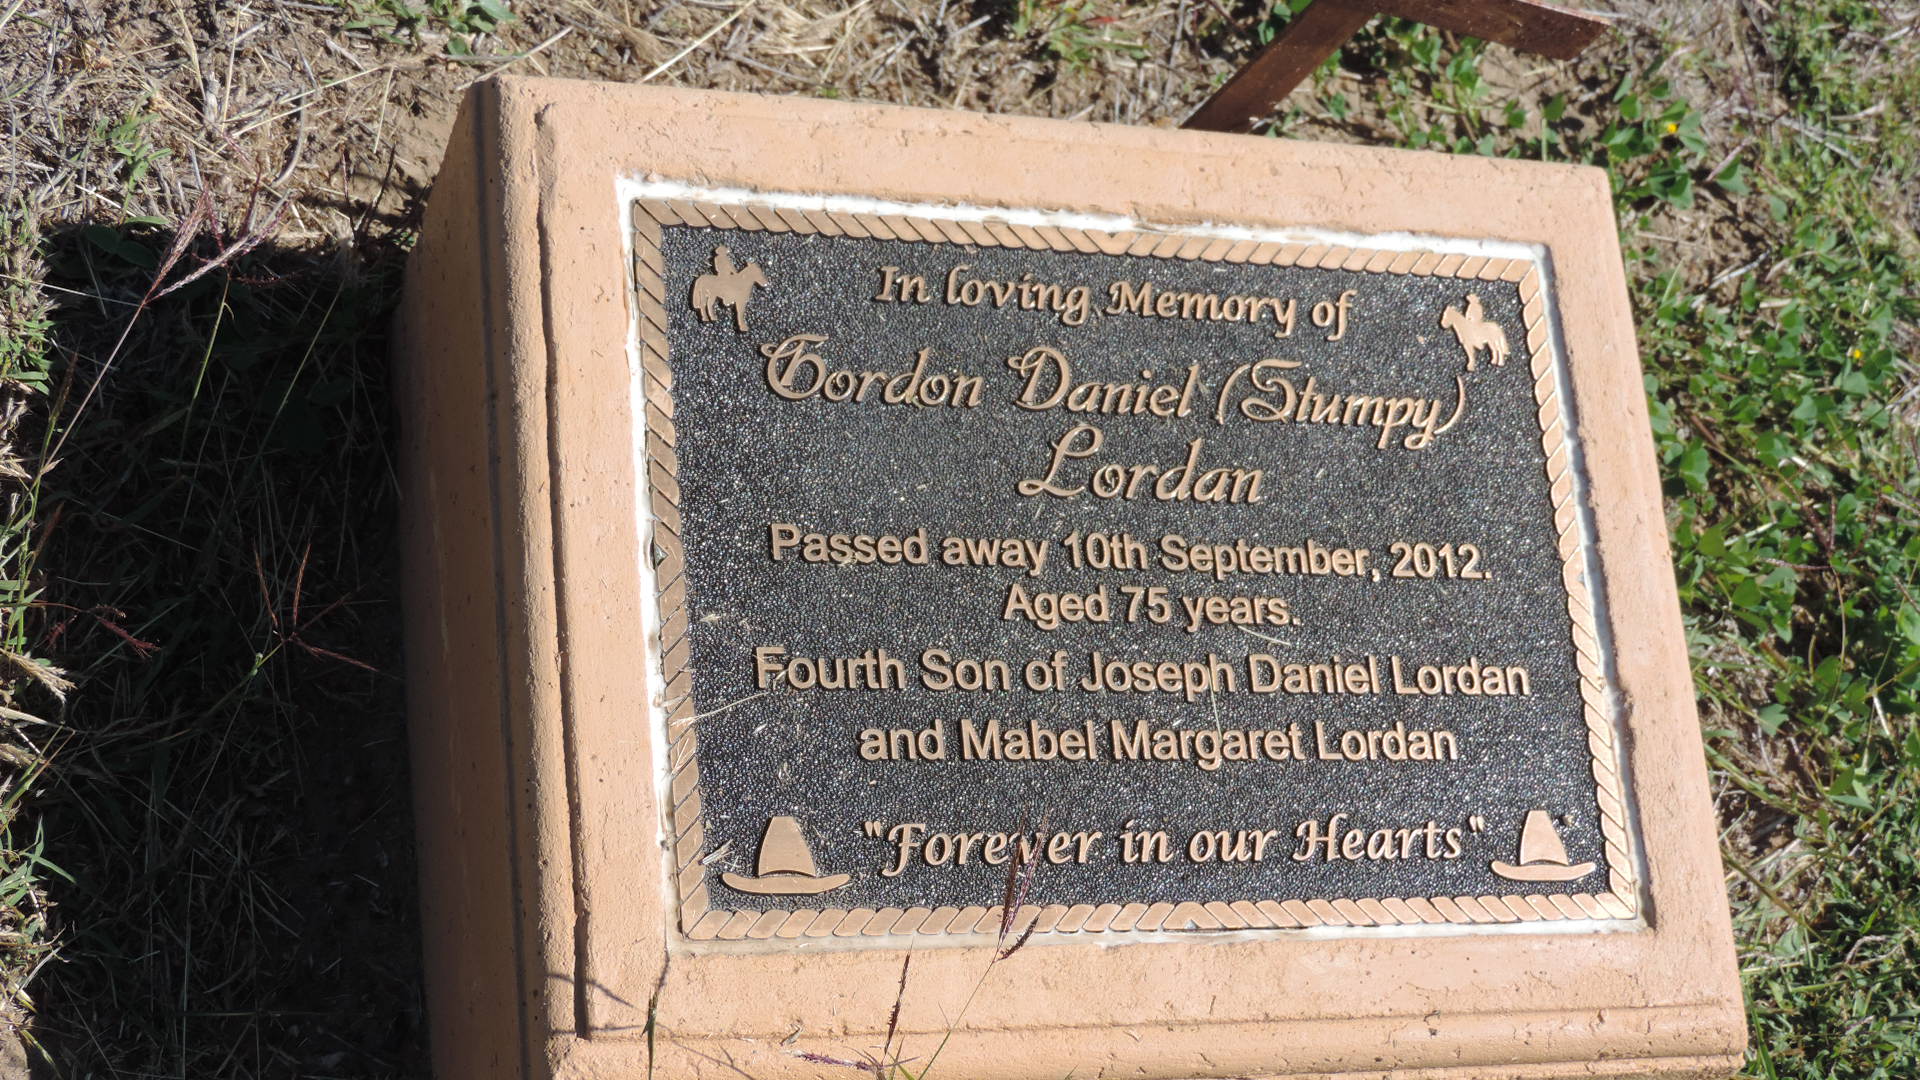 In loving Memory of
Gordon Daniel (Stumpy)
Lordan
Passed away 10th September, 2012.
Aged 75 years.
Fourth Son of Joseph Daniel Lordan
and Mabel Margaret Lordan
"Forever in our Hearts"